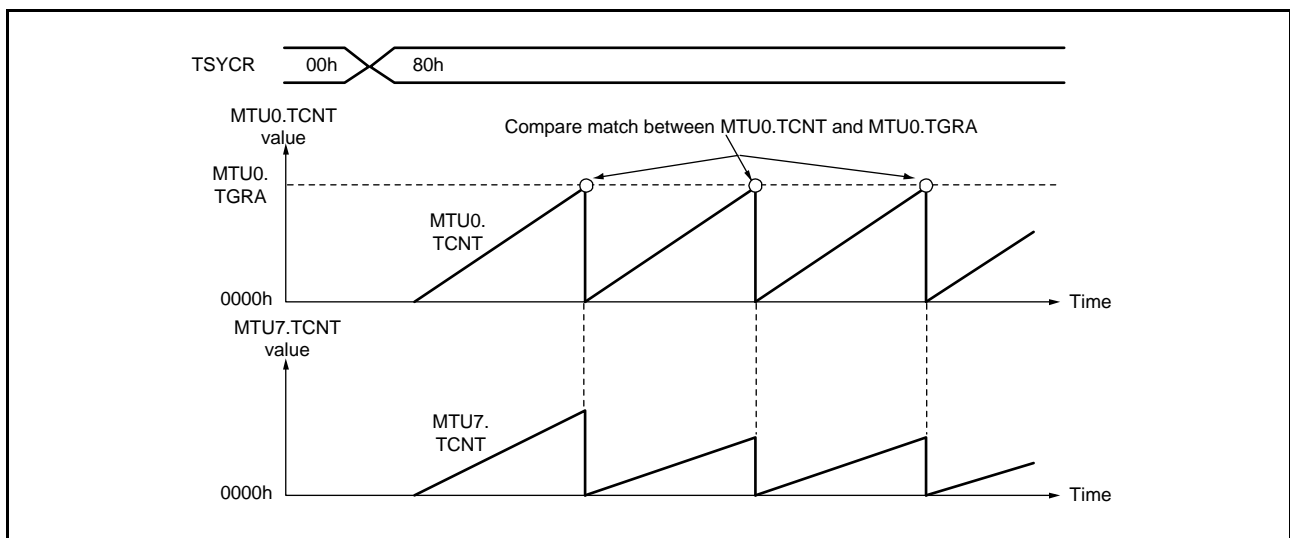 TSYCR 00h 80h
MTU0.TCNT
value
Compare match between MTU0.TCNT and MTU0.TGRA
MTU0.
TGRA
MTU0.
TCNT
0000h
Time
MTU7.TCNT
value
MTU7.
TCNT
0000h
Time